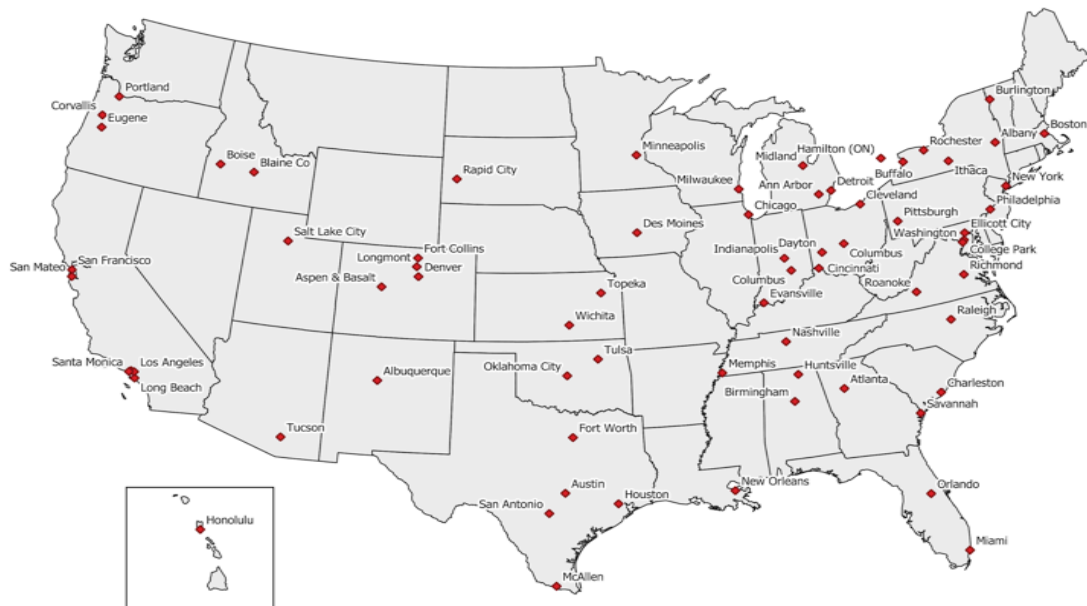 Portland
Corvallis
Eugene
Boise
Blaine Co
Rapid City
Minneapolis
Milwaukee
Midland
Hamilton (ON)
Ann Arbor
Detroit
Chicago
Cleveland
Buffalo
Rochester
Ithaca
Albany
Burlington
Boston
New York
Philadelphia
Pittsburgh
Ellicott City
Washington
College Park
Richmond
Roanoke
Raleigh
Salt Lake City
Fort Collins
Longmont
Denver
Aspen & Basalt
Des Moines
Indianapolis
Dayton
Columbus
Columbus
Cincinnati
Evansville
San Francisco
San Mateo
Topeka
Wichita
Nashville
Santa Monica
Los Angeles
Long Beach
Albuquerque
Tulsa
Oklahoma City
Memphis
Huntsville
Birmingham
Atlanta
Charleston
Savannah
Tucson
Fort Worth
Austin
San Antonio
Houston
New Orleans
Orlando
Miami
McAllen
Honolulu